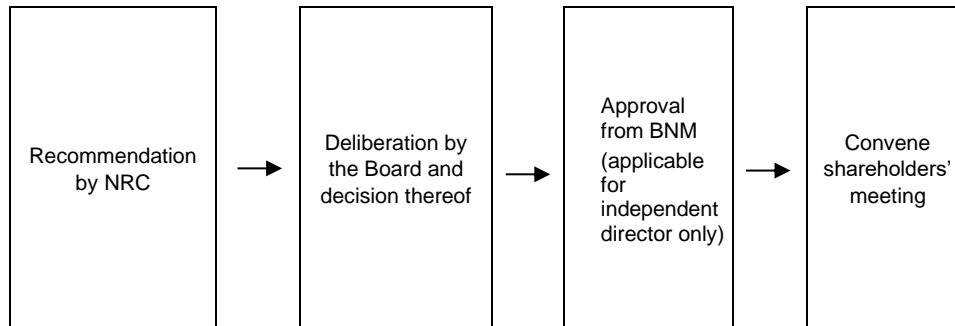 Recommendation
by NRC
Deliberation by
the Board and
decision thereof
Approval
from BNM
(applicable
for
independent
director only)
Convene
shareholders’
meeting